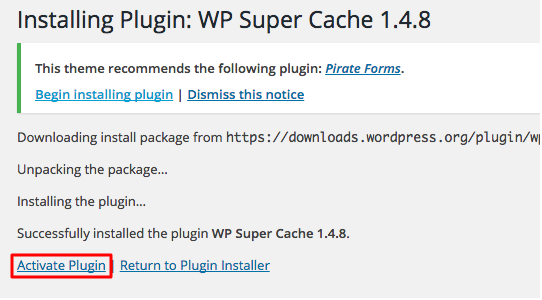 Installing Plugin: WP Super Cache 1.4.8
This theme recommends the following plugin: Pirate Forms.
Begin installing plugin | Dismiss this notice
Downloading install package from https://downloads.wordpress.org/plugin/wp
Unpacking the package...
Installing the plugin...
Successfully installed the plugin WP Super Cache 1.4.8.
Activate Plugin | Return to Plugin Installer